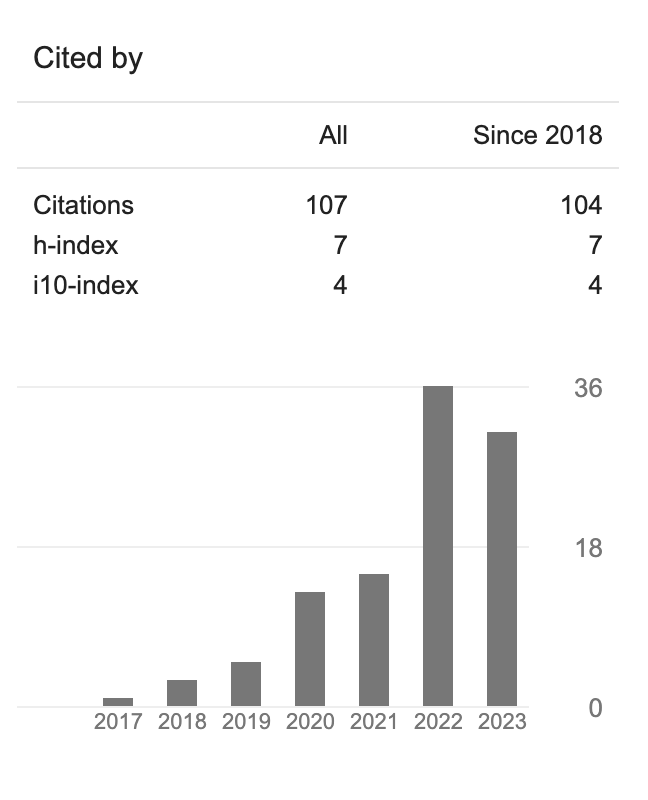 Cited by
All Since 2018
Citations 107 104
h-index 7 7
i10-index 4 4
36
18
0
2017 2018 2019 2020 2021 2022 2023